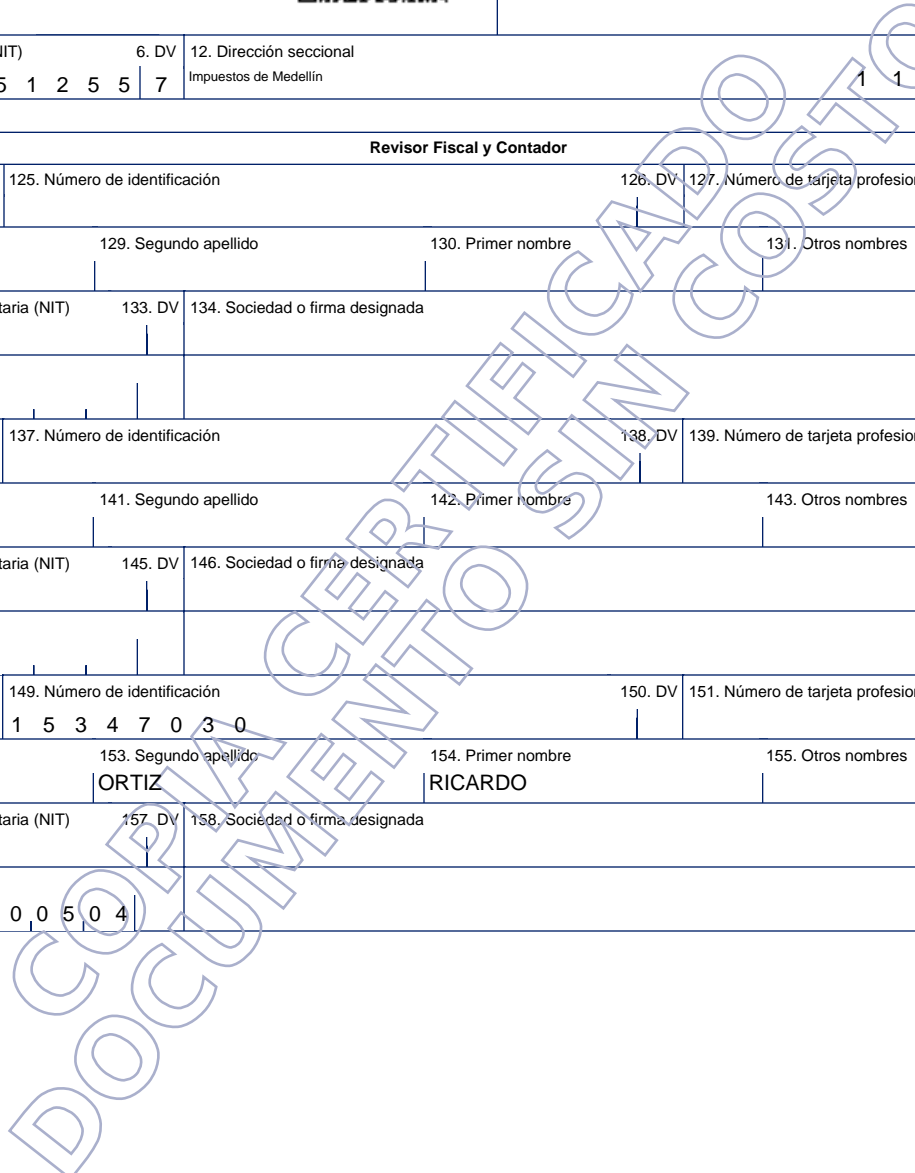 NIT) 6. DV 12. Dirección seccional
5 1 2 5 5 7 Impuestos de Medellín 1 1
Revisor Fiscal y Contador
125. Número de identificación 126. DV 127. Número de tarjeta profesion
129. Segundo apellido 130. Primer nombre 131. Otros nombres
taria (NIT) 133. DV 134. Sociedad o firma designada
137. Número de identificación 138. DV 139. Número de tarjeta profesion
141. Segundo apellido 142. Primer nombre 143. Otros nombres
taria (NIT) 145. DV 146. Sociedad o firma designada
149. Número de identificación 150. DV 151. Número de tarjeta profesion
1 5 3 4 7 0 3 0
153. Segundo apellido 154. Primer nombre 155. Otros nombres
ORTIZ RICARDO
taria (NIT) 157. DV 158. Sociedad o firma designada
0 0 5 0 4
COPIA CERTIFICADO
DOCUMENTO SIN COSTO